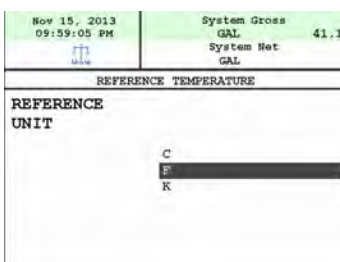 Nov 15, 2013
09:59:05 PM
System Gross
GAL 41.1
System Net
GAL
REFERENCE TEMPERATURE
REFERENCE
UNIT
C
F
K